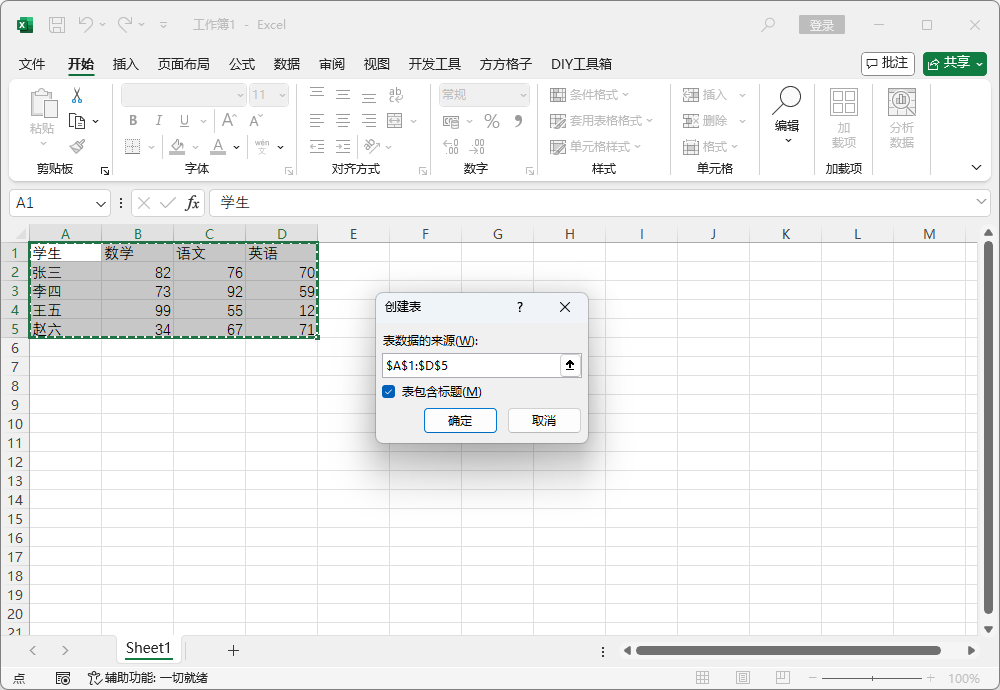 工作簿1 - Excel
登录
文件 开始 插入 页面布局 公式 数据 审阅 视图 开发工具 方方格子 DIY工具箱 批注 共享
粘贴
剪贴板
11
B I U A A
A wén 文
字体
ab c
对齐方式
常规
% 9
.00 .00
数字
条件格式
套用表格格式
单元格样式
样式
插入
删除
格式
单元格
编辑
加
载项
加载项
分析
数据
A1 fx 学生
A B C D E F G H I J K L M
1 学生 数学 语文 英语
2 张三 82 76 70
3 李四 73 92 59
4 王五 99 55 12
5 赵六 34 67 71
6
7
8
9
10
11
12
13
14
15
16
17
18
19
20
21
创建表 ?
表数据的来源(W):
$A$1:$D$5
表包含标题(M)
确定 取消
Sheet1
点 辅助功能: 一切就绪 100%